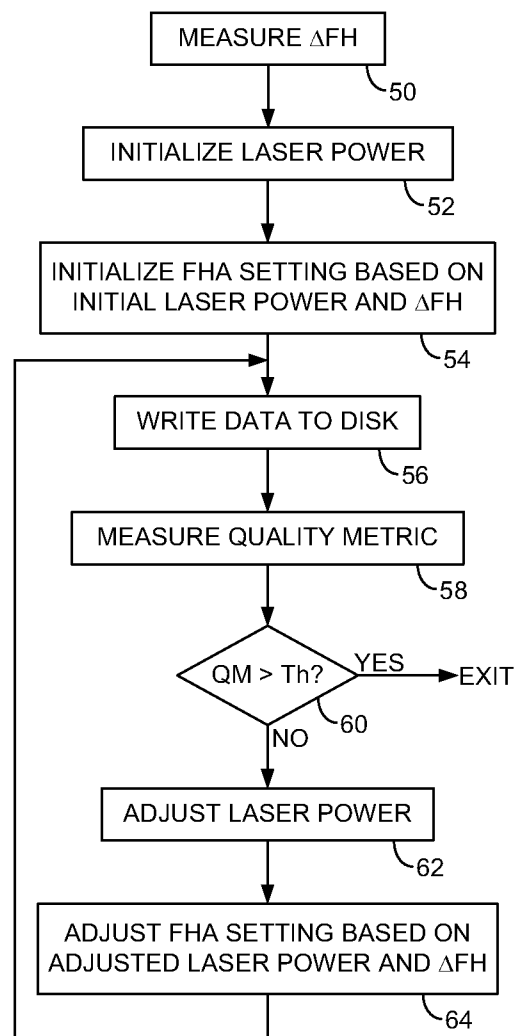 MEASURE ΔFH
50
INITIALIZE LASER POWER
52
INITIALIZE FHA SETTING BASED ON
INITIAL LASER POWER AND ΔFH
54
WRITE DATA TO DISK
56
MEASURE QUALITY METRIC
58
QM > Th?
YES
EXIT
60
NO
ADJUST LASER POWER
62
ADJUST FHA SETTING BASED ON
ADJUSTED LASER POWER AND ΔFH
64